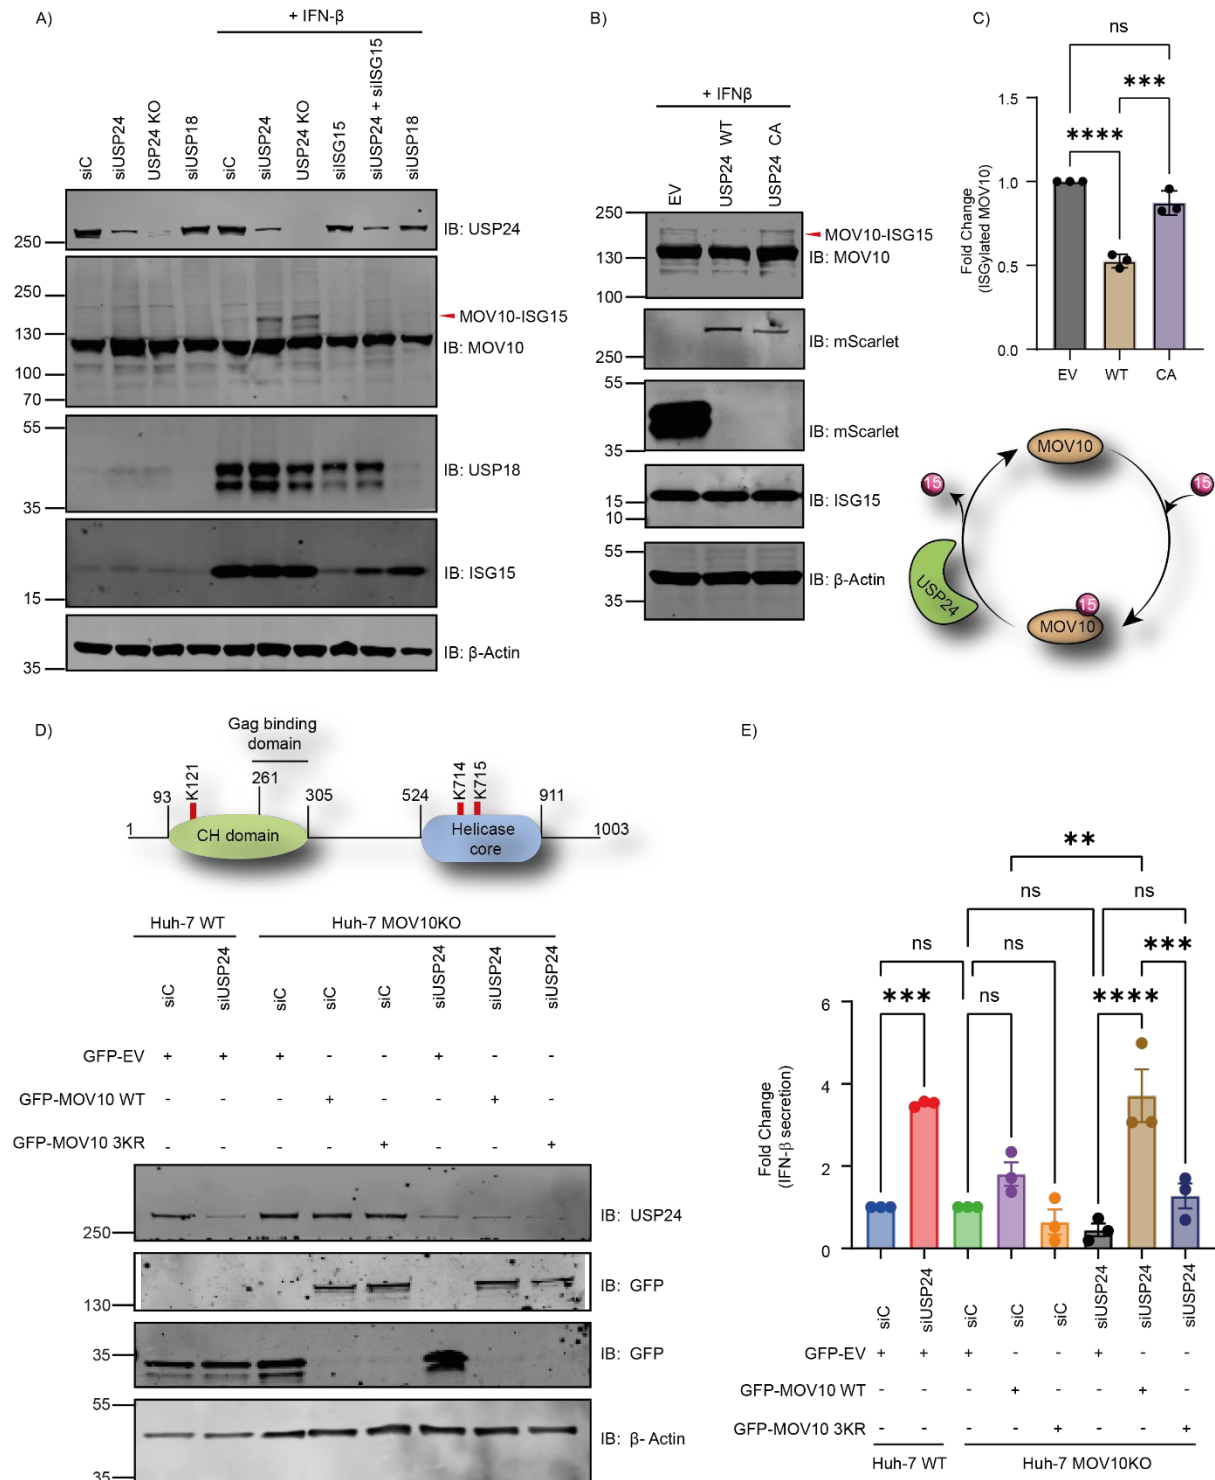 A)
+ IFN-β
siC
siUSP24
USP24 KO
siUSP18
siC
siUSP24
USP24 KO
siISG15
siUSP24 + siISG15
siUSP18
250
IB: USP24
250
130
100
70
MOV10-ISG15
IB: MOV10
55
35
IB: USP18
15
IB: ISG15
35
IB: β-Actin
B)
+ IFNβ
EV
USP24 WT
USP24 CA
250
130
100
MOV10-ISG15
IB: MOV10
250
IB: mScarlet
55
35
IB: mScarlet
15
10
IB: ISG15
55
35
IB: β-Actin
C)
ns
***
****
Fold Change
(ISGylated MOV10)
1.5
1.0
0.5
0.0
EV WT CA
MOV10
15
15
USP24
15
MOV10
D)
Gag binding
domain
1
93
K121
261
305
524
K714
K715
911
1003
CH domain
Helicase
core
Huh-7 WT
Huh-7 MOV10KO
siC
siUSP24
siC
siC
siC
siUSP24
siUSP24
siUSP24
GFP-EV + + + - - + - -
GFP-MOV10 WT - - - + - - + -
GFP-MOV10 3KR - - - - + - - +
250
IB: USP24
130
IB: GFP
35
IB: GFP
55
35
IB: β- Actin
E)
**
ns
ns
ns
ns
***
***
ns
****
Fold Change
(IFN-β secretion)
6
4
2
0
siC
siUSP24
siC
siC
siC
siUSP24
siUSP24
siUSP24
GFP-EV + + + - - + - -
GFP-MOV10 WT - - - + - - + -
GFP-MOV10 3KR - - - - + - - +
Huh-7 WT
Huh-7 MOV10KO